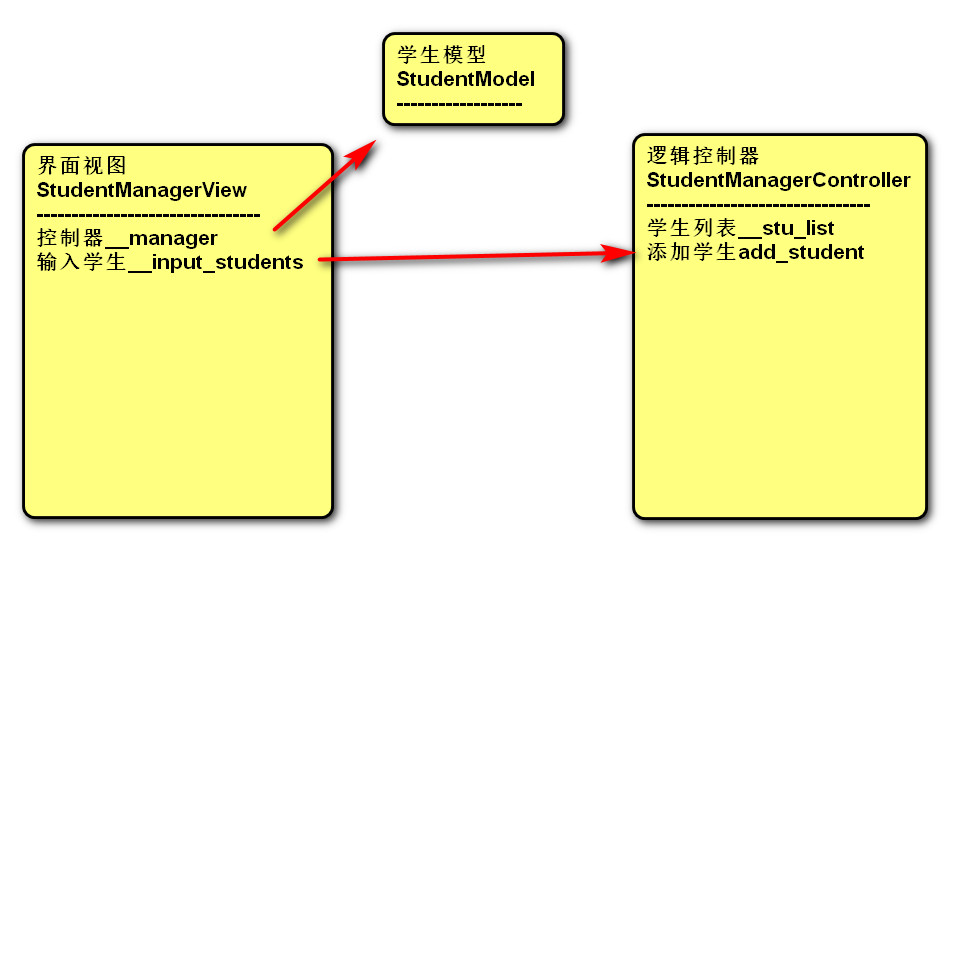 学生模型
StudentModel
------------------
界面视图
StudentManagerView
--------------------------------
控制器__manager
输入学生__input_students
逻辑控制器
StudentManagerController
--------------------------------
学生列表__stu_list
添加学生add_student